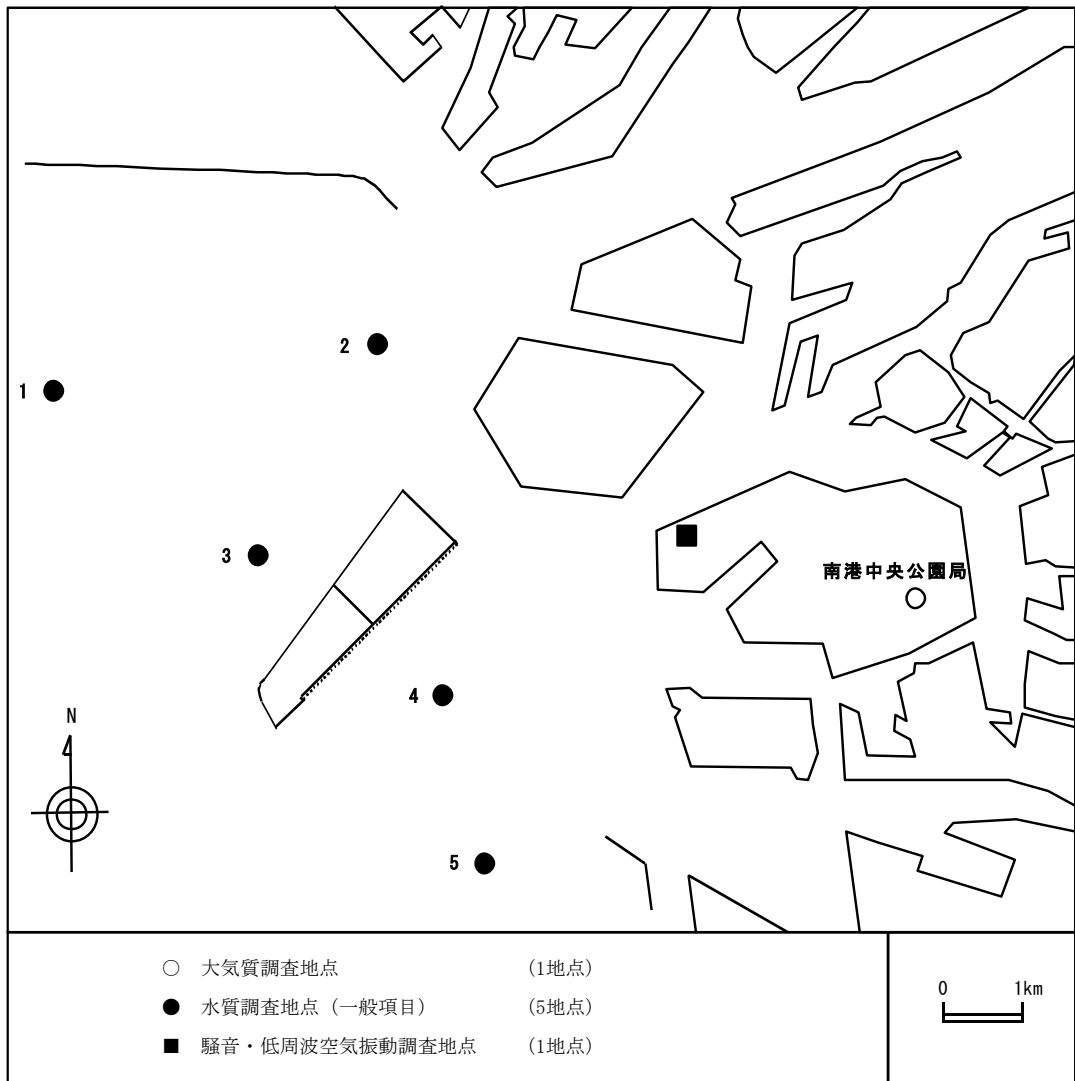 2
1
3
南港中央公園局
4
N
5
○ 大気質調査地点 (1地点)
● 水質調査地点（一般項目） (5地点)
■ 騒音・低周波空気振動調査地点 (1地点)
0 1km